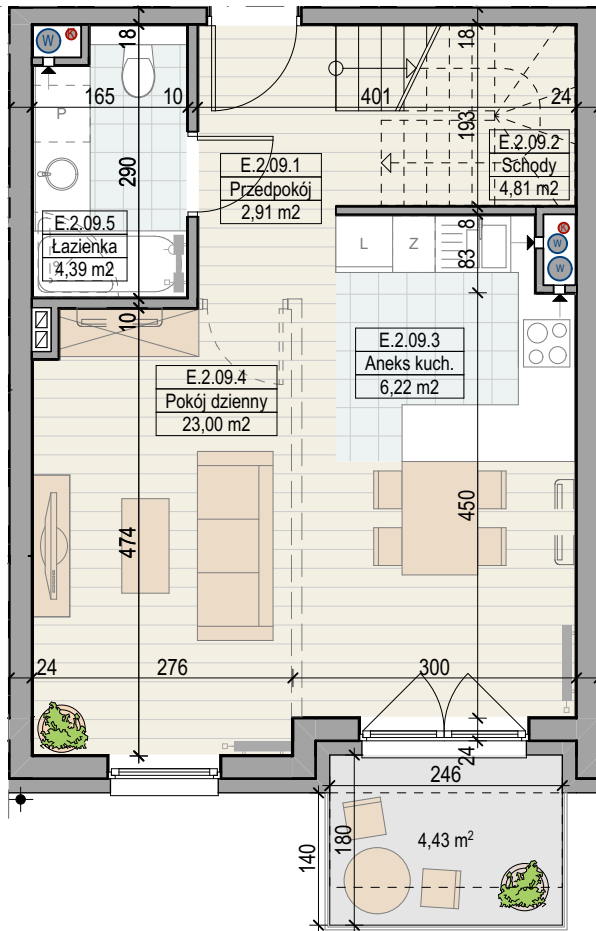 W
K
18
18
165
10
401
24
P
193
E.2.09.2
Schody
4,81 m2
E.2.09.1
Przedpokój
2,91 m2
290
E.2.09.5
Łazienka
4,39 m2
L
Z
8
83
K
W
W
10
E.2.09.3
Aneks kuch.
6,22 m2
E.2.09.4
Pokój dzienny
23,00 m2
474
450
24
276
300
24
246
140
180
4,43 m²